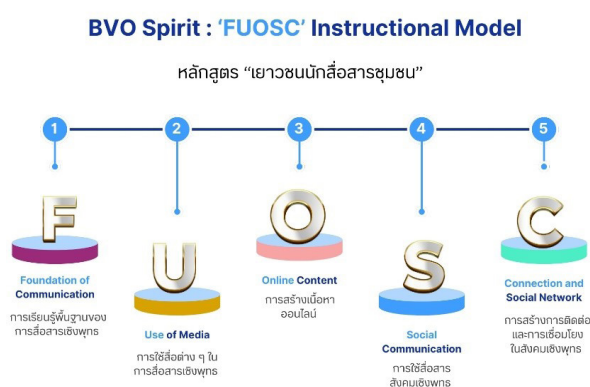 BVO Spirit : ‘FUOSC’ Instructional Model
หลักสูตร “เยาวชนนักสื่อสารชุมชน”
1
2
3
4
5
F
Foundation of
Communication
การเรียนรู้พื้นฐานของ
การสื่อสารเชิงพุทธ
U
Use of Media
การใช้สื่อต่าง ๆ ใน
การสื่อสารเชิงพุทธ
O
Online Content
การสร้างเนื้อหา
ออนไลน์
S
Social
Communication
การใช้สื่อสาร
สังคมเชิงพุทธ
C
Connection and
Social Network
การสร้างการติดต่อ
และการเชื่อมโยง
ในสังคมเชิงพุทธ